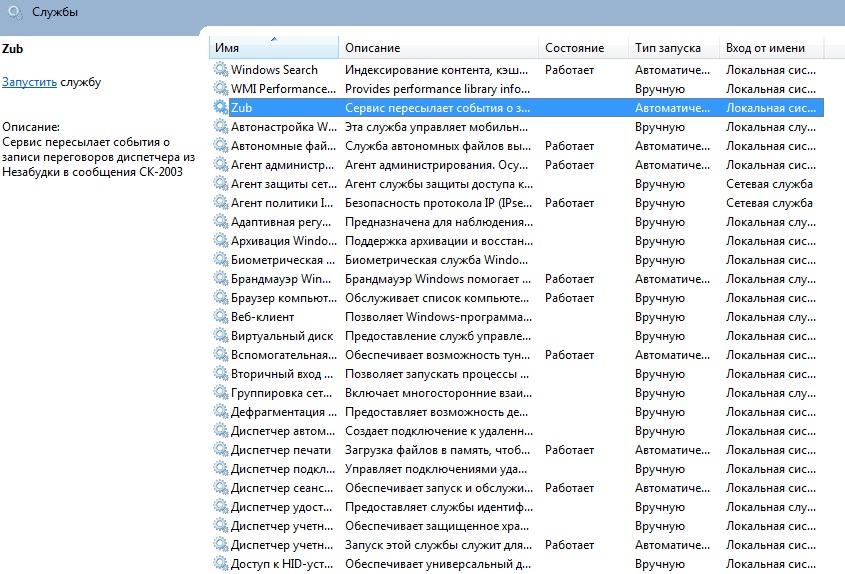 Службы
Zub
Запустить службу
Описание:
Сервис пересылает события о
записи переговоров диспетчера из
Незабудки в сообщения СК-2003
Имя Описание Состояние Тип запуска Вход от имени
Windows Search Индексирование контента, кэш... Работает Автоматиче... Локальная сис...
WMI Performance... Provides performance library info... Вручную Локальная сис...
Zub Сервис пересылает события о з... Автоматиче... Локальная сис...
Автонастройка W... Эта служба управляет мобильн... Вручную Локальная слу...
Автономные фай... Служба автономных файлов вы... Работает Автоматиче... Локальная сис...
Агент администр... Агент администрирования. Осу... Работает Автоматиче... Локальная сис...
Агент защиты сет... Агент службы защиты доступа к... Вручную Сетевая служба
Агент политики I... Безопасность протокола IP (IPse... Работает Вручную Сетевая служба
Адаптивная регу... Предназначена для наблюдения... Вручную Локальная слу...
Архивация Windo... Поддержка архивации и восстан... Вручную Локальная сис...
Биометрическая ... Биометрическая служба Windo... Вручную Локальная сис...
Брандмауэр Win... Брандмауэр Windows помогает ... Работает Автоматиче... Локальная слу...
Браузер компьют... Обслуживает список компьюте... Работает Вручную Локальная сис...
Веб-клиент Позволяет Windows-программа... Вручную Локальная слу...
Виртуальный диск Предоставление служб управле... Вручную Локальная сис...
Вспомогательная... Обеспечивает возможность тун... Работает Автоматиче... Локальная сис...
Вторичный вход ... Позволяет запускать процессы ... Вручную Локальная сис...
Группировка сет... Включает многосторонние взаи... Вручную Локальная слу...
Дефрагментация ... Предоставляет возможность де... Вручную Локальная сис...
Диспетчер автом... Создает подключение к удаленн... Вручную Локальная сис...
Диспетчер печати Загрузка файлов в память, чтоб... Работает Автоматиче... Локальная сис...
Диспетчер подкл... Управляет подключениями уда... Вручную Локальная сис...
Диспетчер сеанс... Обеспечивает запуск и обслужи... Работает Автоматиче... Локальная сис...
Диспетчер удост... Предоставляет службы идентиф... Вручную Локальная слу...
Диспетчер учетн... Обеспечивает защищенное хра... Вручную Локальная сис...
Диспетчер учетн... Запуск этой службы служит для... Работает Автоматиче... Локальная сис...
Доступ к HID-уст... Обеспечивает универсальный д... Вручную Локальная сис...